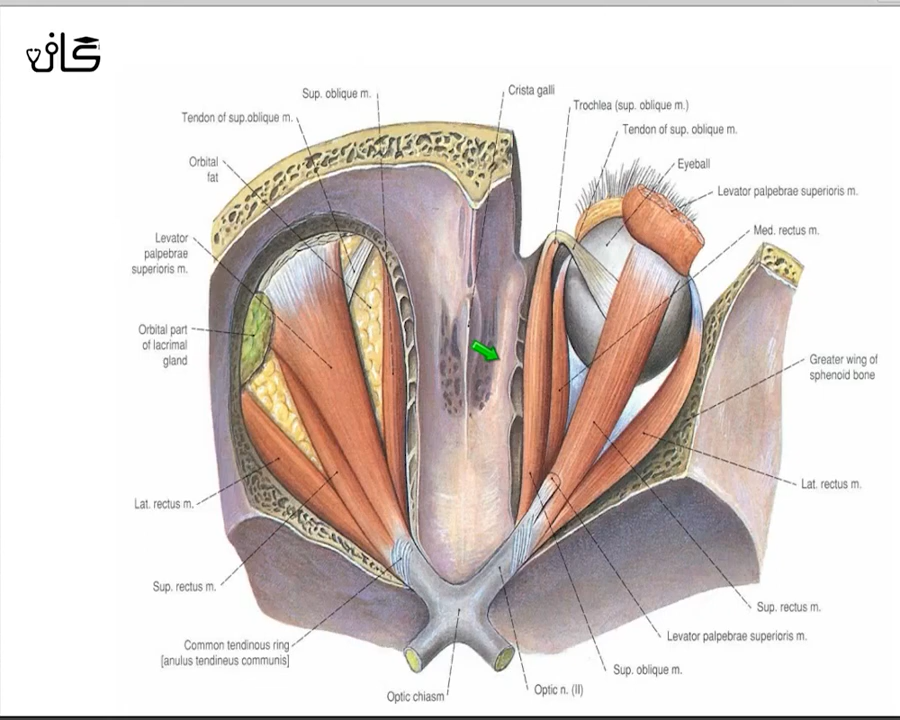 كان
Sup. oblique m.
Crista galli
Tendon of sup.oblique m.
Trochlea (sup. oblique m.)
Tendon of sup. oblique m.
Orbital
fat
Eyeball
Levator palpebrae superioris m.
Med. rectus m.
Levator
palpebrae
superioris m.
Orbital part
of lacrimal
gland
Greater wing of
sphenoid bone
Lat. rectus m.
Lat. rectus m.
Sup. rectus m.
Sup. rectus m.
Levator palpebrae superioris m.
Common tendinous ring
[anulus tendineus communis]
Sup. oblique m.
Optic chiasm
Optic n. (II)